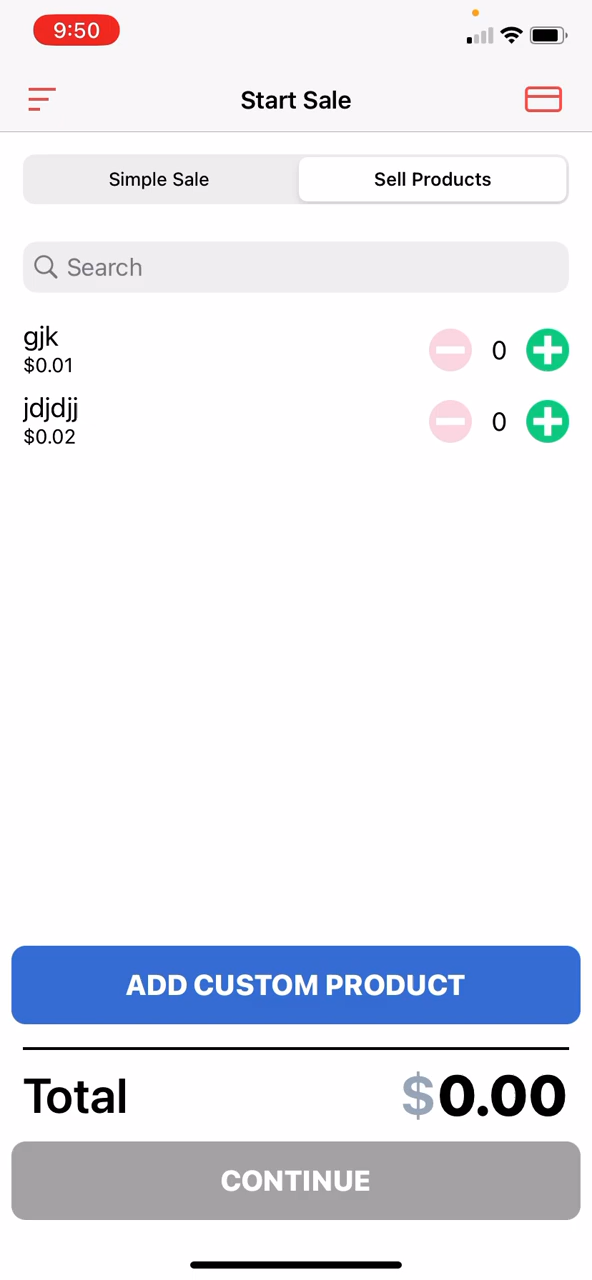 9:50
Start Sale
Simple Sale Sell Products
Search
gjk
$0.01 0
jdjdjj
$0.02 0
ADD CUSTOM PRODUCT
Total $0.00
CONTINUE